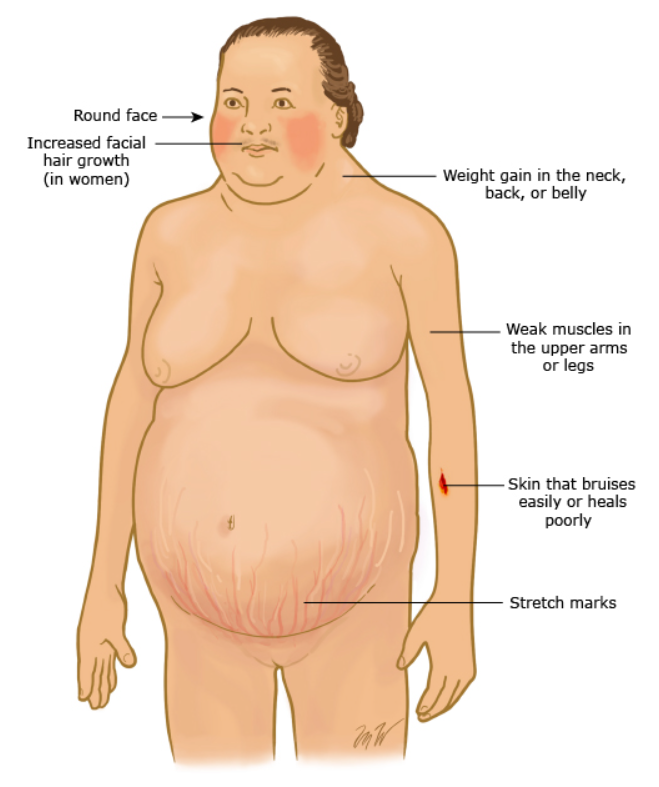 Round face
Increased facial
hair growth
(in women)
Weight gain in the neck,
back, or belly
Weak muscles in
the upper arms
or legs
Skin that bruises
easily or heals
poorly
Stretch marks